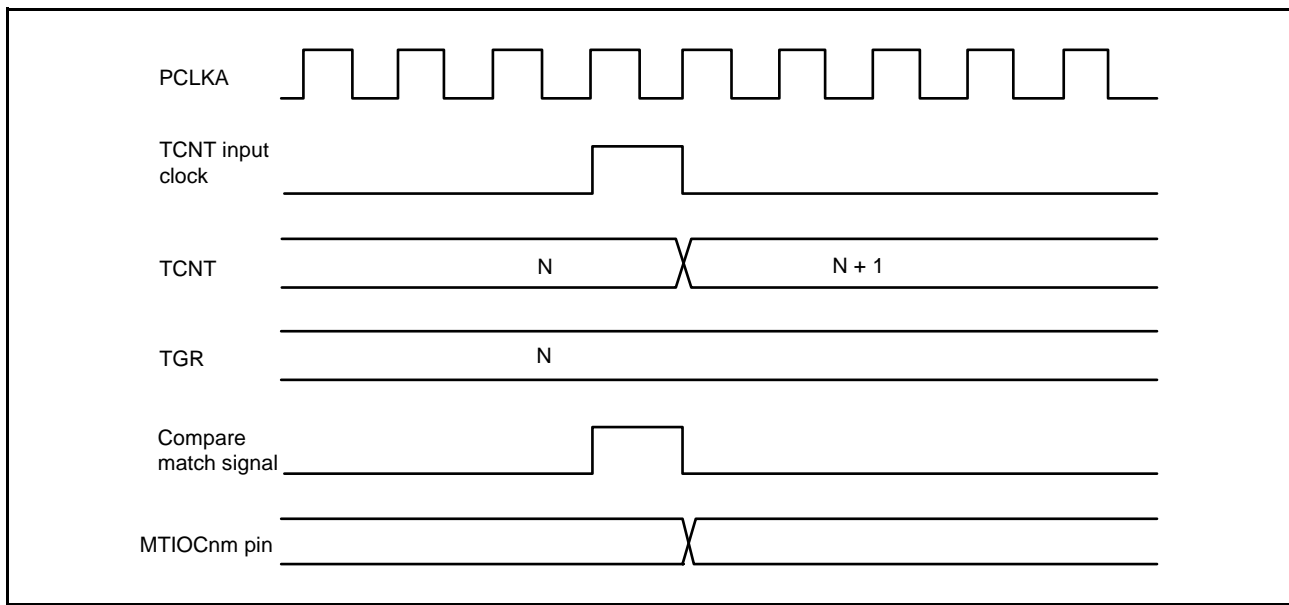 PCLKA
TCNT input
clock
TCNT
N
N + 1
TGR
N
Compare
match signal
MTIOCnm pin